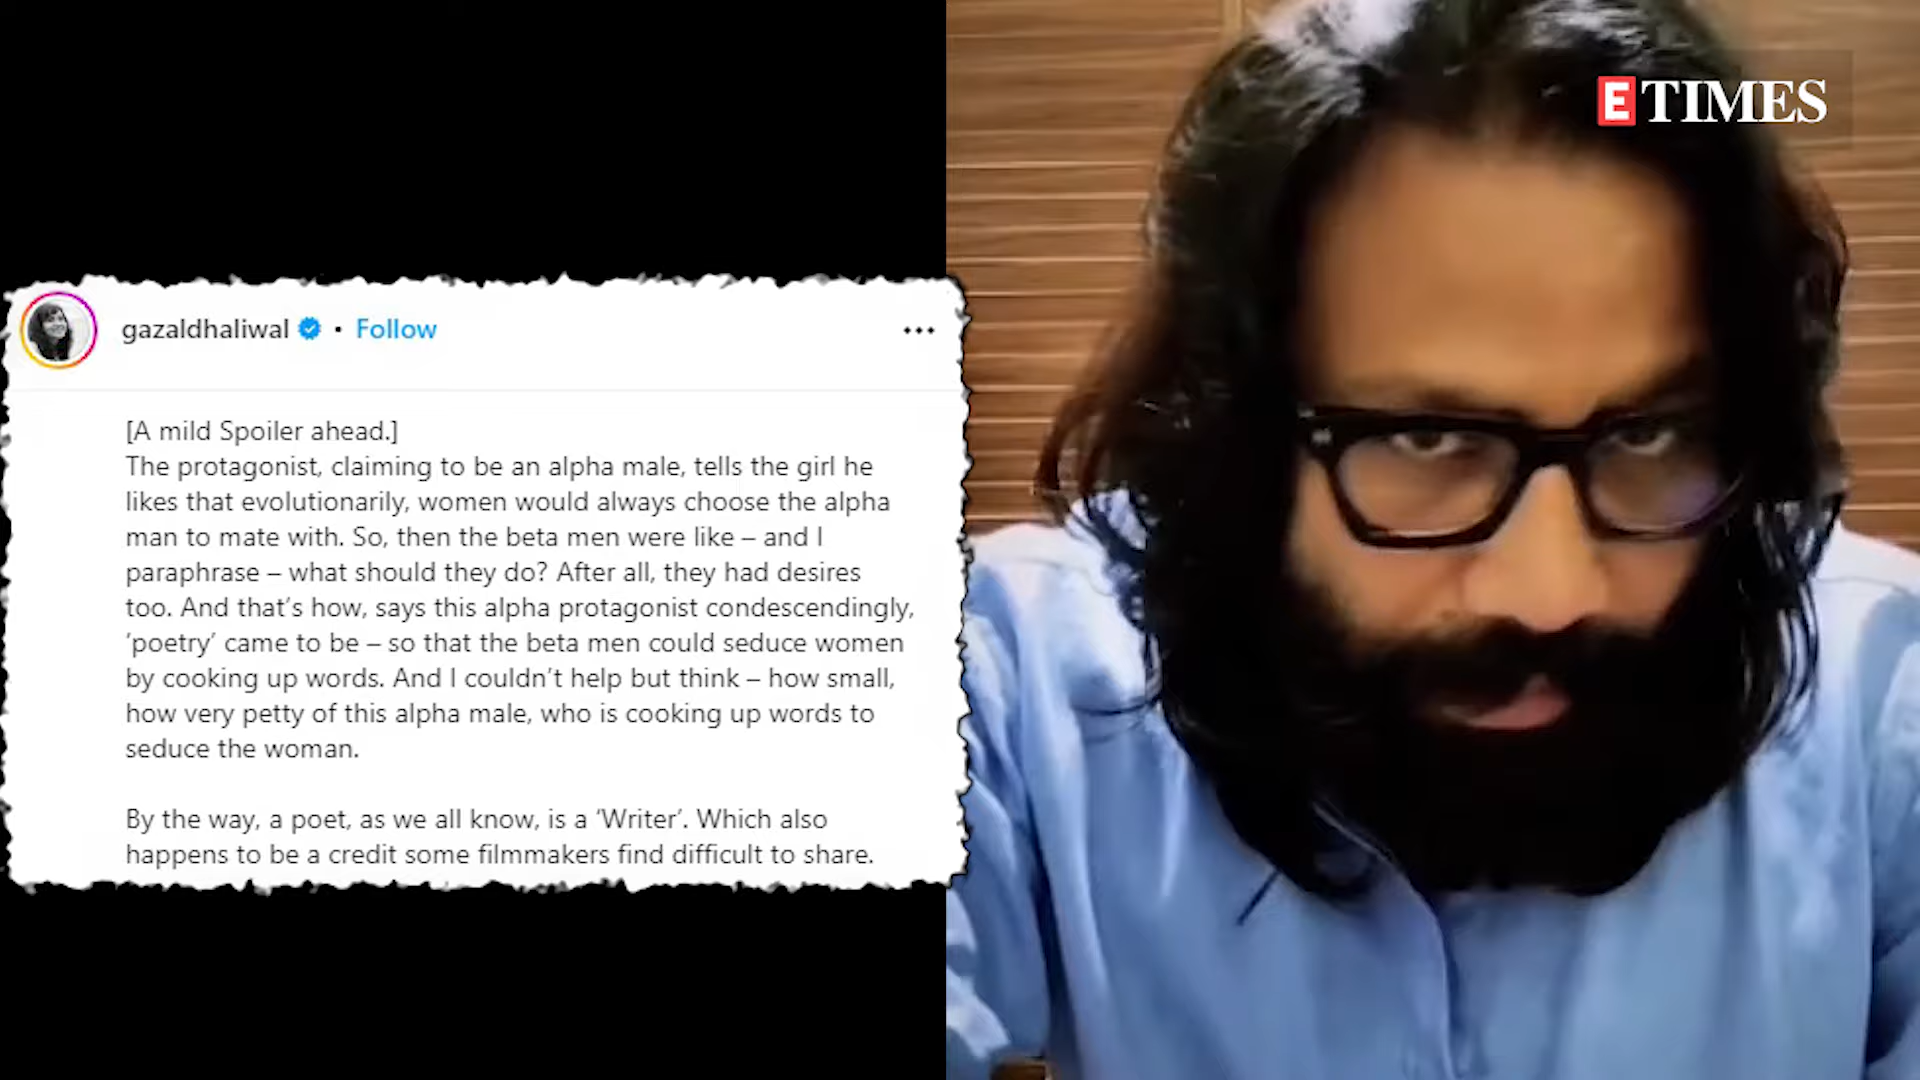 E TIMES
gazaldhaliwal • Follow
[A mild Spoiler ahead.]
The protagonist, claiming to be an alpha male, tells the girl he
likes that evolutionarily, women would always choose the alpha
man to mate with. So, then the beta men were like – and I
paraphrase – what should they do? After all, they had desires
too. And that’s how, says this alpha protagonist condescendingly,
‘poetry’ came to be – so that the beta men could seduce women
by cooking up words. And I couldn’t help but think – how small,
how very petty of this alpha male, who is cooking up words to
seduce the woman.
By the way, a poet, as we all know, is a ‘Writer’. Which also
happens to be a credit some filmmakers find difficult to share.